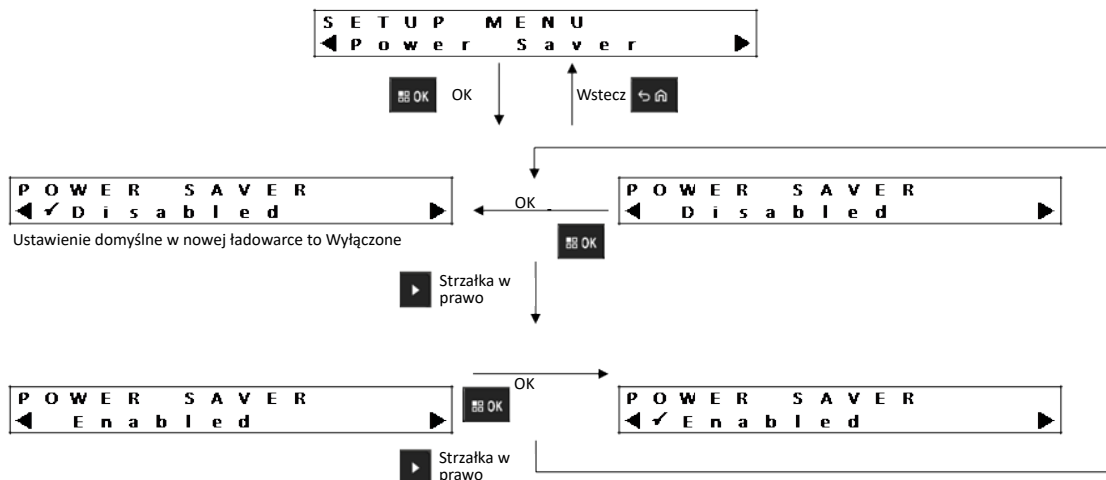 SETUP MENU
◀ Power Saver ▶
OK OK Wstecz
POWER SAVER
◀ ✓ Disabled ▶
Ustawienie domyślne w nowej ładowarce to Wyłączone
OK
POWER SAVER
◀ Disabled ▶
OK
Strzałka w
prawo
POWER SAVER
◀ Enabled ▶
OK
OK
POWER SAVER
◀ ✓ Enabled ▶
Strzałka w
prawo